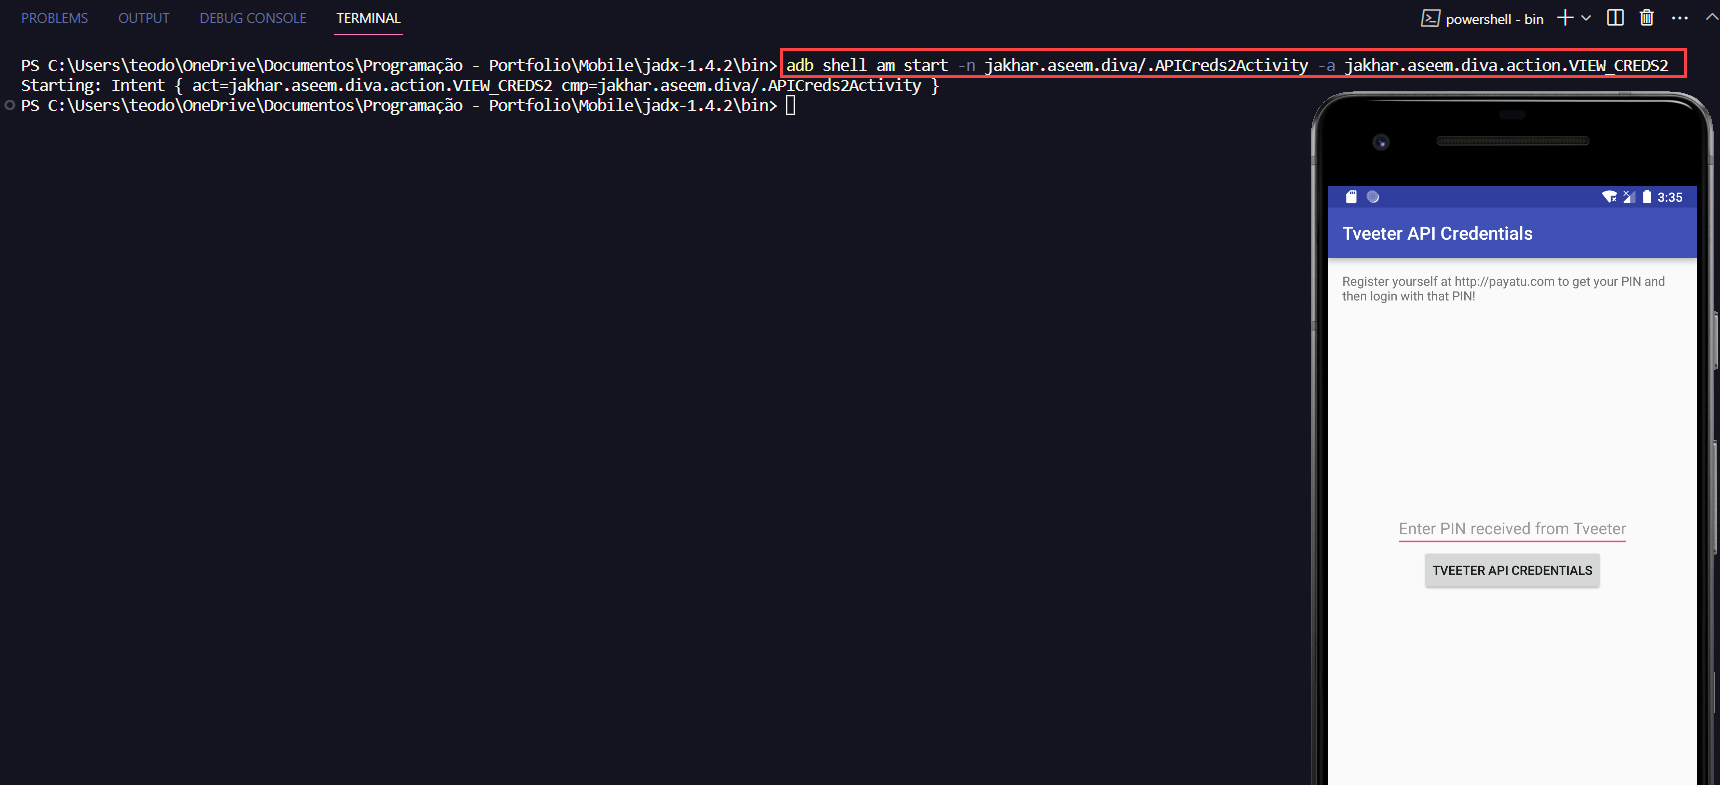 PROBLEMS OUTPUT DEBUG CONSOLE TERMINAL
powershell - bin
PS C:\Users\teodo\OneDrive\Documentos\Programação - Portfolio\Mobile\jadx-1.4.2\bin> adb shell am start -n jakhar.aseem.diva/.APICreds2Activity -a jakhar.aseem.diva.action.VIEW_CREDS2
Starting: Intent { act=jakhar.aseem.diva.action.VIEW_CREDS2 cmp=jakhar.aseem.diva/.APICreds2Activity }
PS C:\Users\teodo\OneDrive\Documentos\Programação - Portfolio\Mobile\jadx-1.4.2\bin>
3:35
Tveeter API Credentials
Register yourself at http://payatu.com to get your PIN and
then login with that PIN!
Enter PIN received from Tveeter
TVEETER API CREDENTIALS